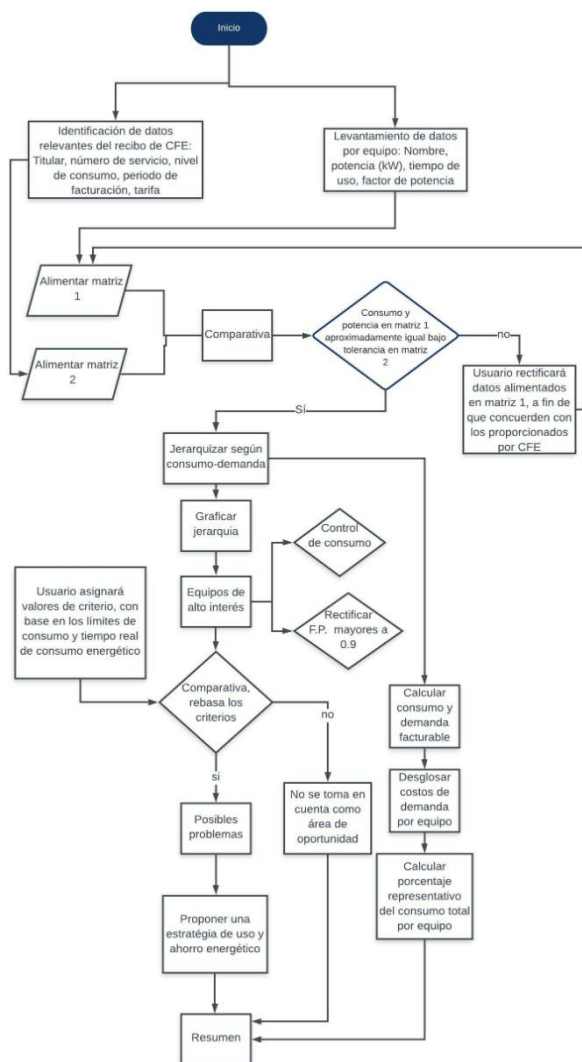 Inicio
Identificación de datos
relevantes del recibo de CFE:
Titular, número de servicio, nivel
de consumo, periodo de
facturación, tarifa
Levantamiento de datos
por equipo: Nombre,
potencia (kW), tiempo de
uso, factor de potencia
Alimentar matriz
1
Alimentar matriz
2
Comparativa
Consumo y
potencia en matriz 1
aproximadamente igual bajo
tolerancia en matriz
2
no
Usuario rectificará
datos alimentados
en matriz 1, a fin de
que concuerden con
los proporcionados
por CFE
Sí
Jerarquizar según
consumo-demanda
Graficar
jerarquia
Equipos de
alto interés
Control
de consumo
Rectificar
F.P. mayores a
0.9
Usuario asignará
valores de criterio, con
base en los límites de
consumo y tiempo real
de consumo energético
Comparativa,
rebasa los
criterios
no
si
Posibles
problemas
No se toma en
cuenta como
área de
oportunidad
Proponer una
estratégia de uso y
ahorro energético
Calcular
consumo y
demanda
facturable
Desglosar
costos de
demanda
por equipo
Calcular
porcentaje
representativo
del consumo total
por equipo
Resumen